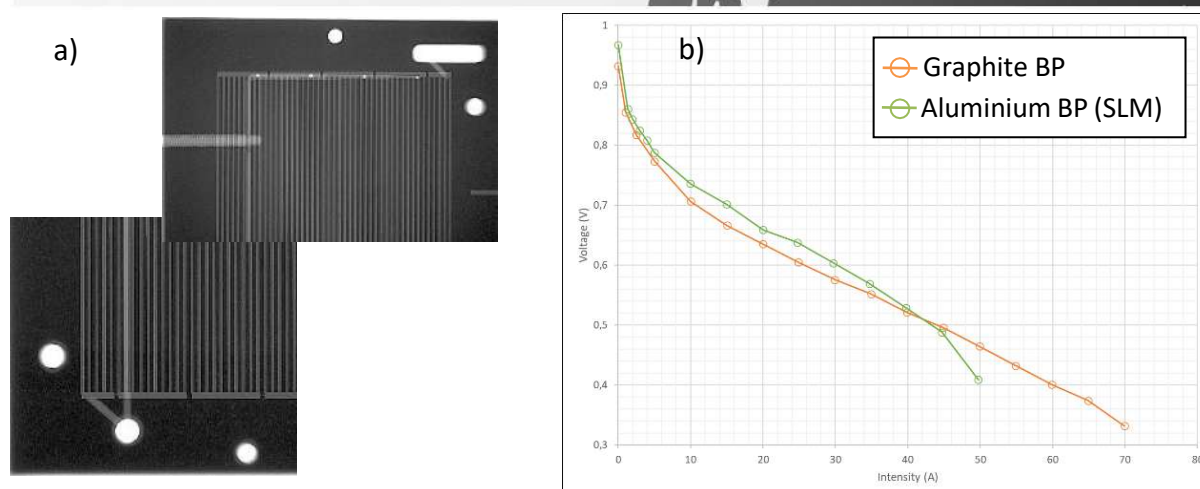 a)
b)
Graphite BP
Aluminium BP (SLM)
1
0,9
0,8
0,7
0,6
0,5
0,4
0,3
Voltage (V)
0 10 20 30 40 50 60 70 80
Intensity (A)